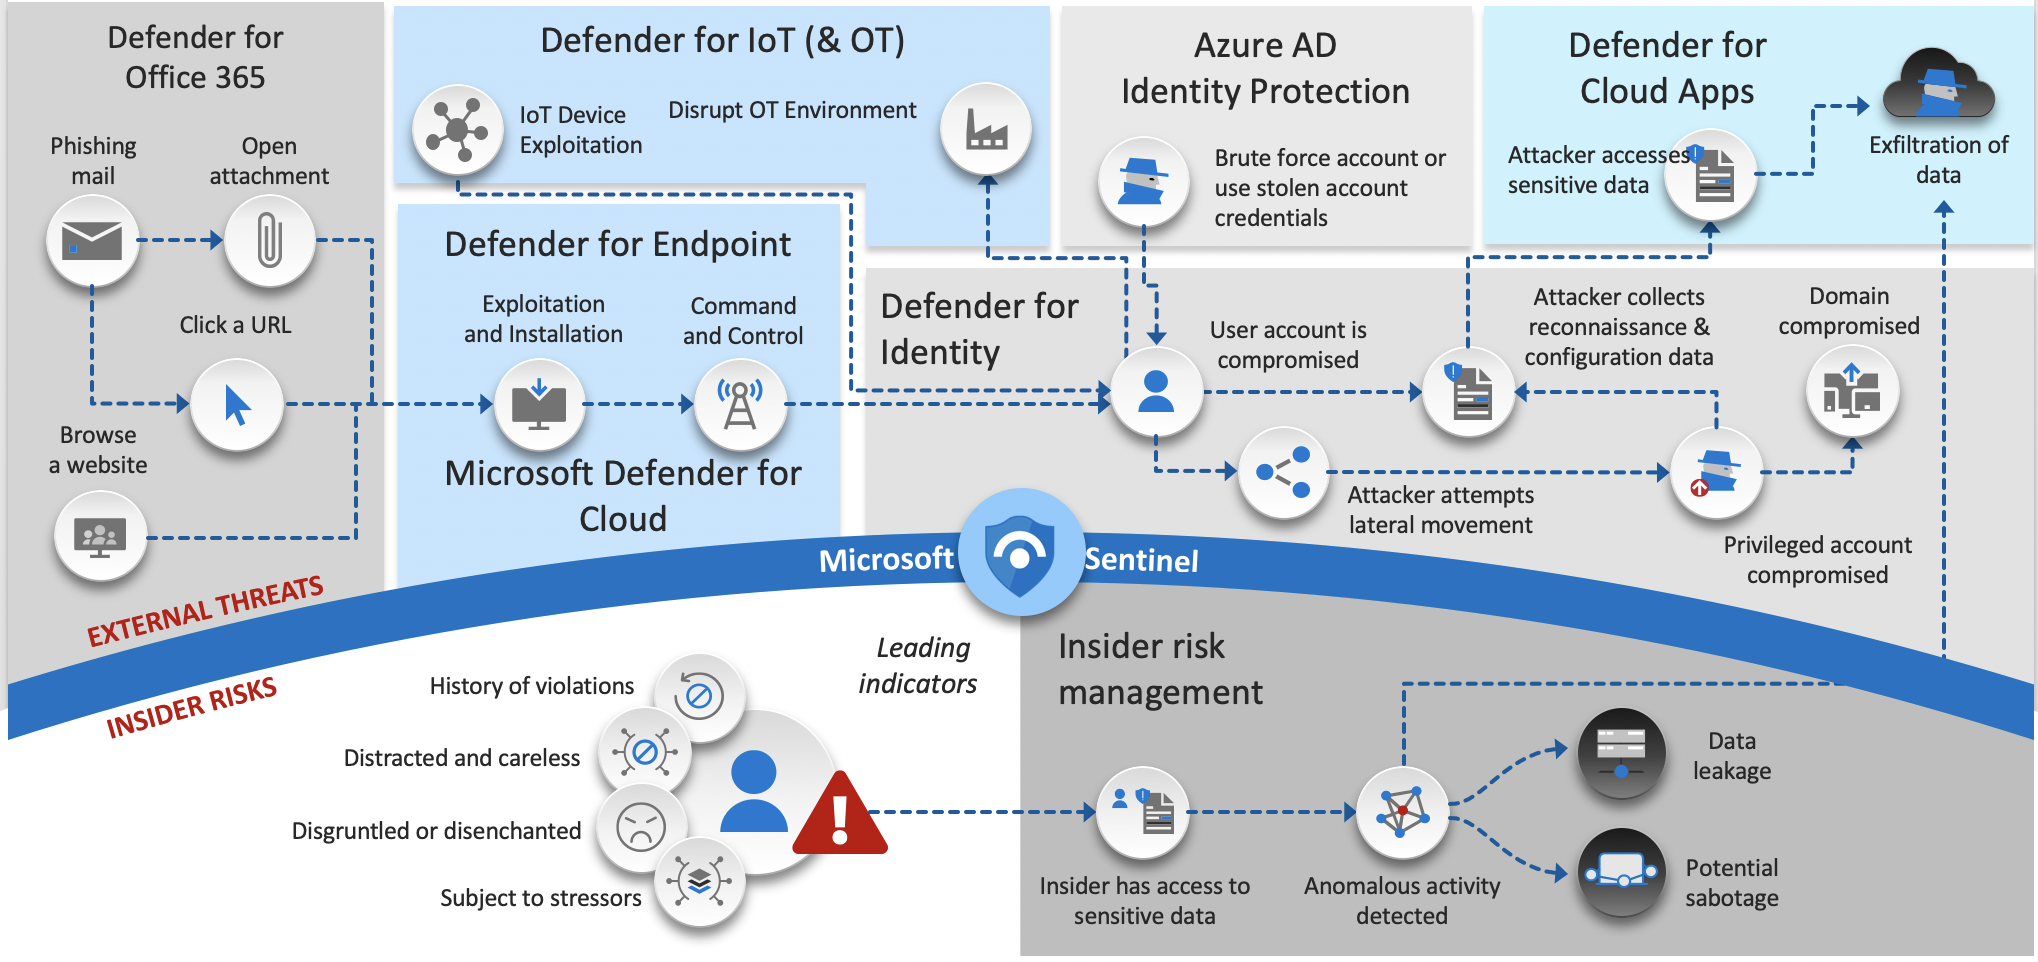 Defender for
Office 365
Phishing
mail
Open
attachment
Click a URL
Browse
a website
Defender for IoT (& OT)
IoT Device
Exploitation
Disrupt OT Environment
Defender for Endpoint
Exploitation
and Installation
Command
and Control
Microsoft Defender for
Cloud
Azure AD
Identity Protection
Brute force account or
use stolen account
credentials
Defender for
Cloud Apps
Attacker accesses
sensitive data
Exfiltration of
data
Defender for
Identity
User account is
compromised
Attacker collects
reconnaissance &
configuration data
Domain
compromised
Attacker attempts
lateral movement
Privileged account
compromised
Microsoft Sentinel
EXTERNAL THREATS
INSIDER RISKS
Leading
indicators
History of violations
Distracted and careless
Disgruntled or disenchanted
Subject to stressors
Insider risk
management
Insider has access to
sensitive data
Anomalous activity
detected
Data
leakage
Potential
sabotage